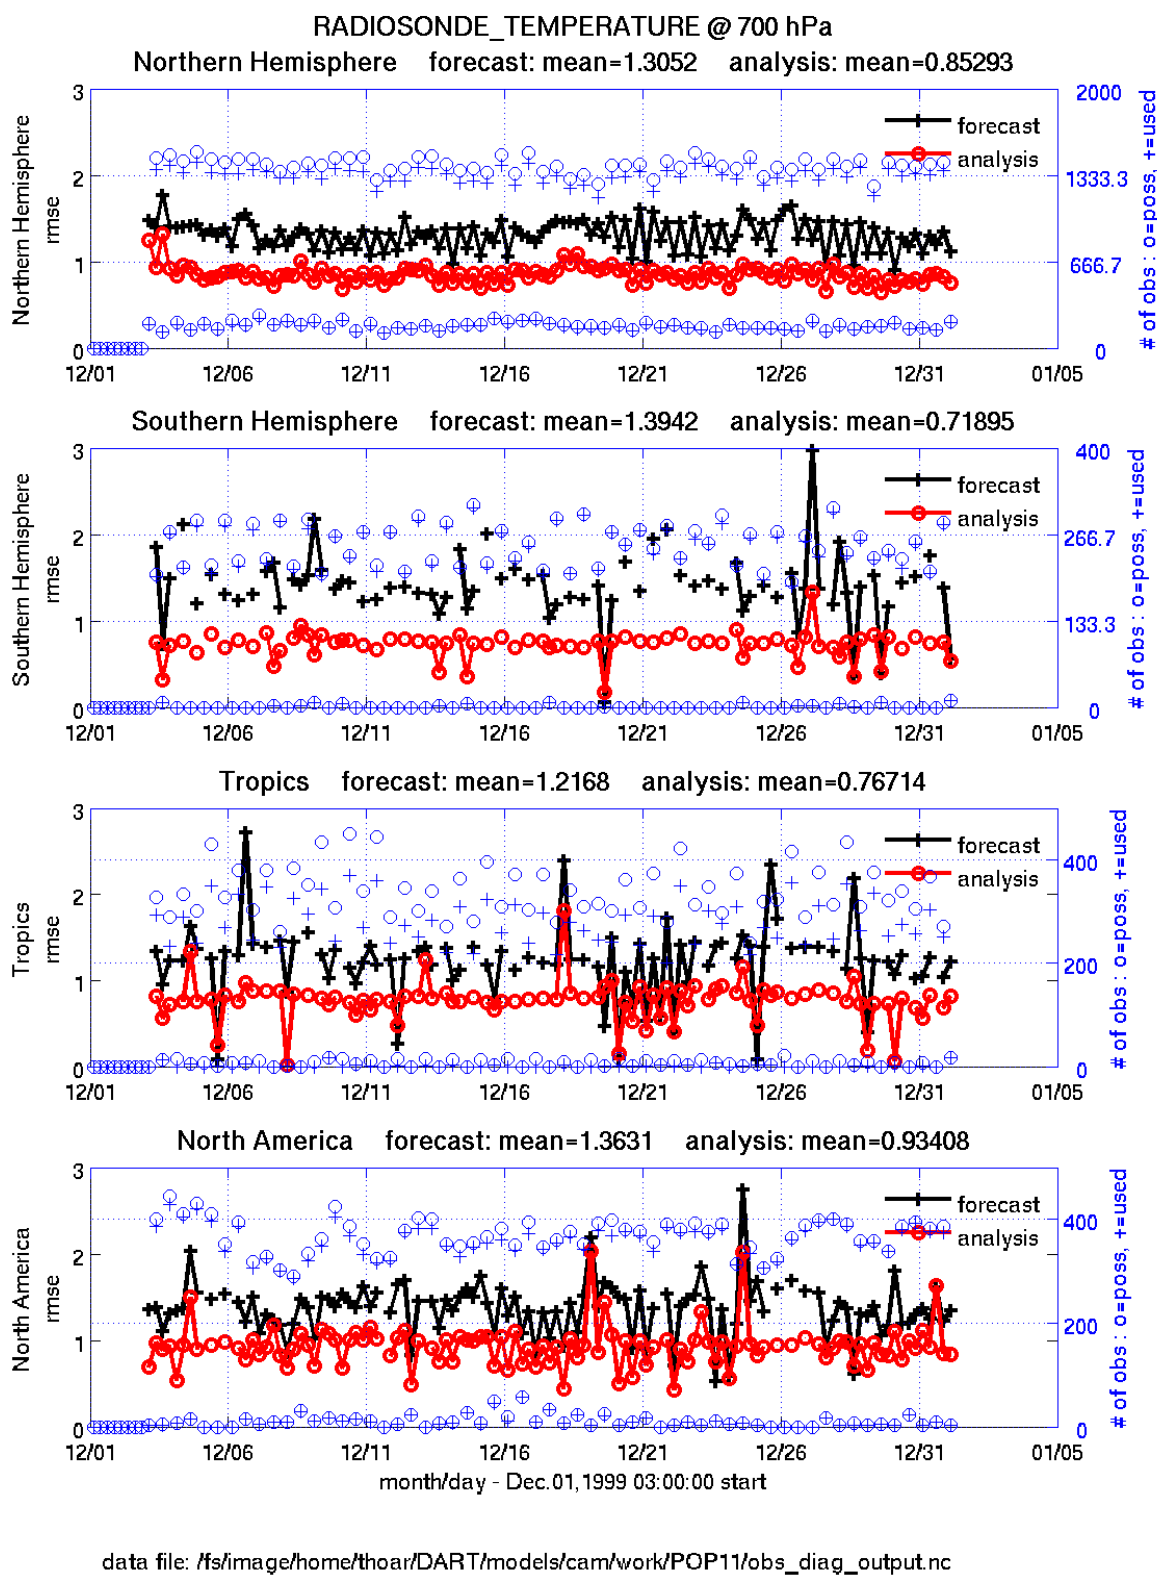 RADIOSONDE_TEMPERATURE @ 700 hPa
Northern Hemisphere forecast: mean=1.3052 analysis: mean=0.85293
Northern Hemisphere
rmse
3
2
1
0
2000
1333.3
666.7
0
# of obs : o=poss, +=used
forecast
analysis
12/01 12/06 12/11 12/16 12/21 12/26 12/31 01/05
Southern Hemisphere forecast: mean=1.3942 analysis: mean=0.71895
Southern Hemisphere
rmse
3
2
1
0
400
266.7
133.3
0
# of obs : o=poss, +=used
forecast
analysis
12/01 12/06 12/11 12/16 12/21 12/26 12/31 01/05
Tropics forecast: mean=1.2168 analysis: mean=0.76714
Tropics
rmse
3
2
1
0
400
200
0
# of obs : o=poss, +=used
forecast
analysis
12/01 12/06 12/11 12/16 12/21 12/26 12/31 01/05
North America forecast: mean=1.3631 analysis: mean=0.93408
North America
rmse
3
2
1
0
400
200
0
# of obs : o=poss, +=used
forecast
analysis
12/01 12/06 12/11 12/16 12/21 12/26 12/31 01/05
month/day - Dec.01,1999 03:00:00 start
data file: /fs/image/home/thoar/DART/models/cam/work/POP11/obs_diag_output.nc